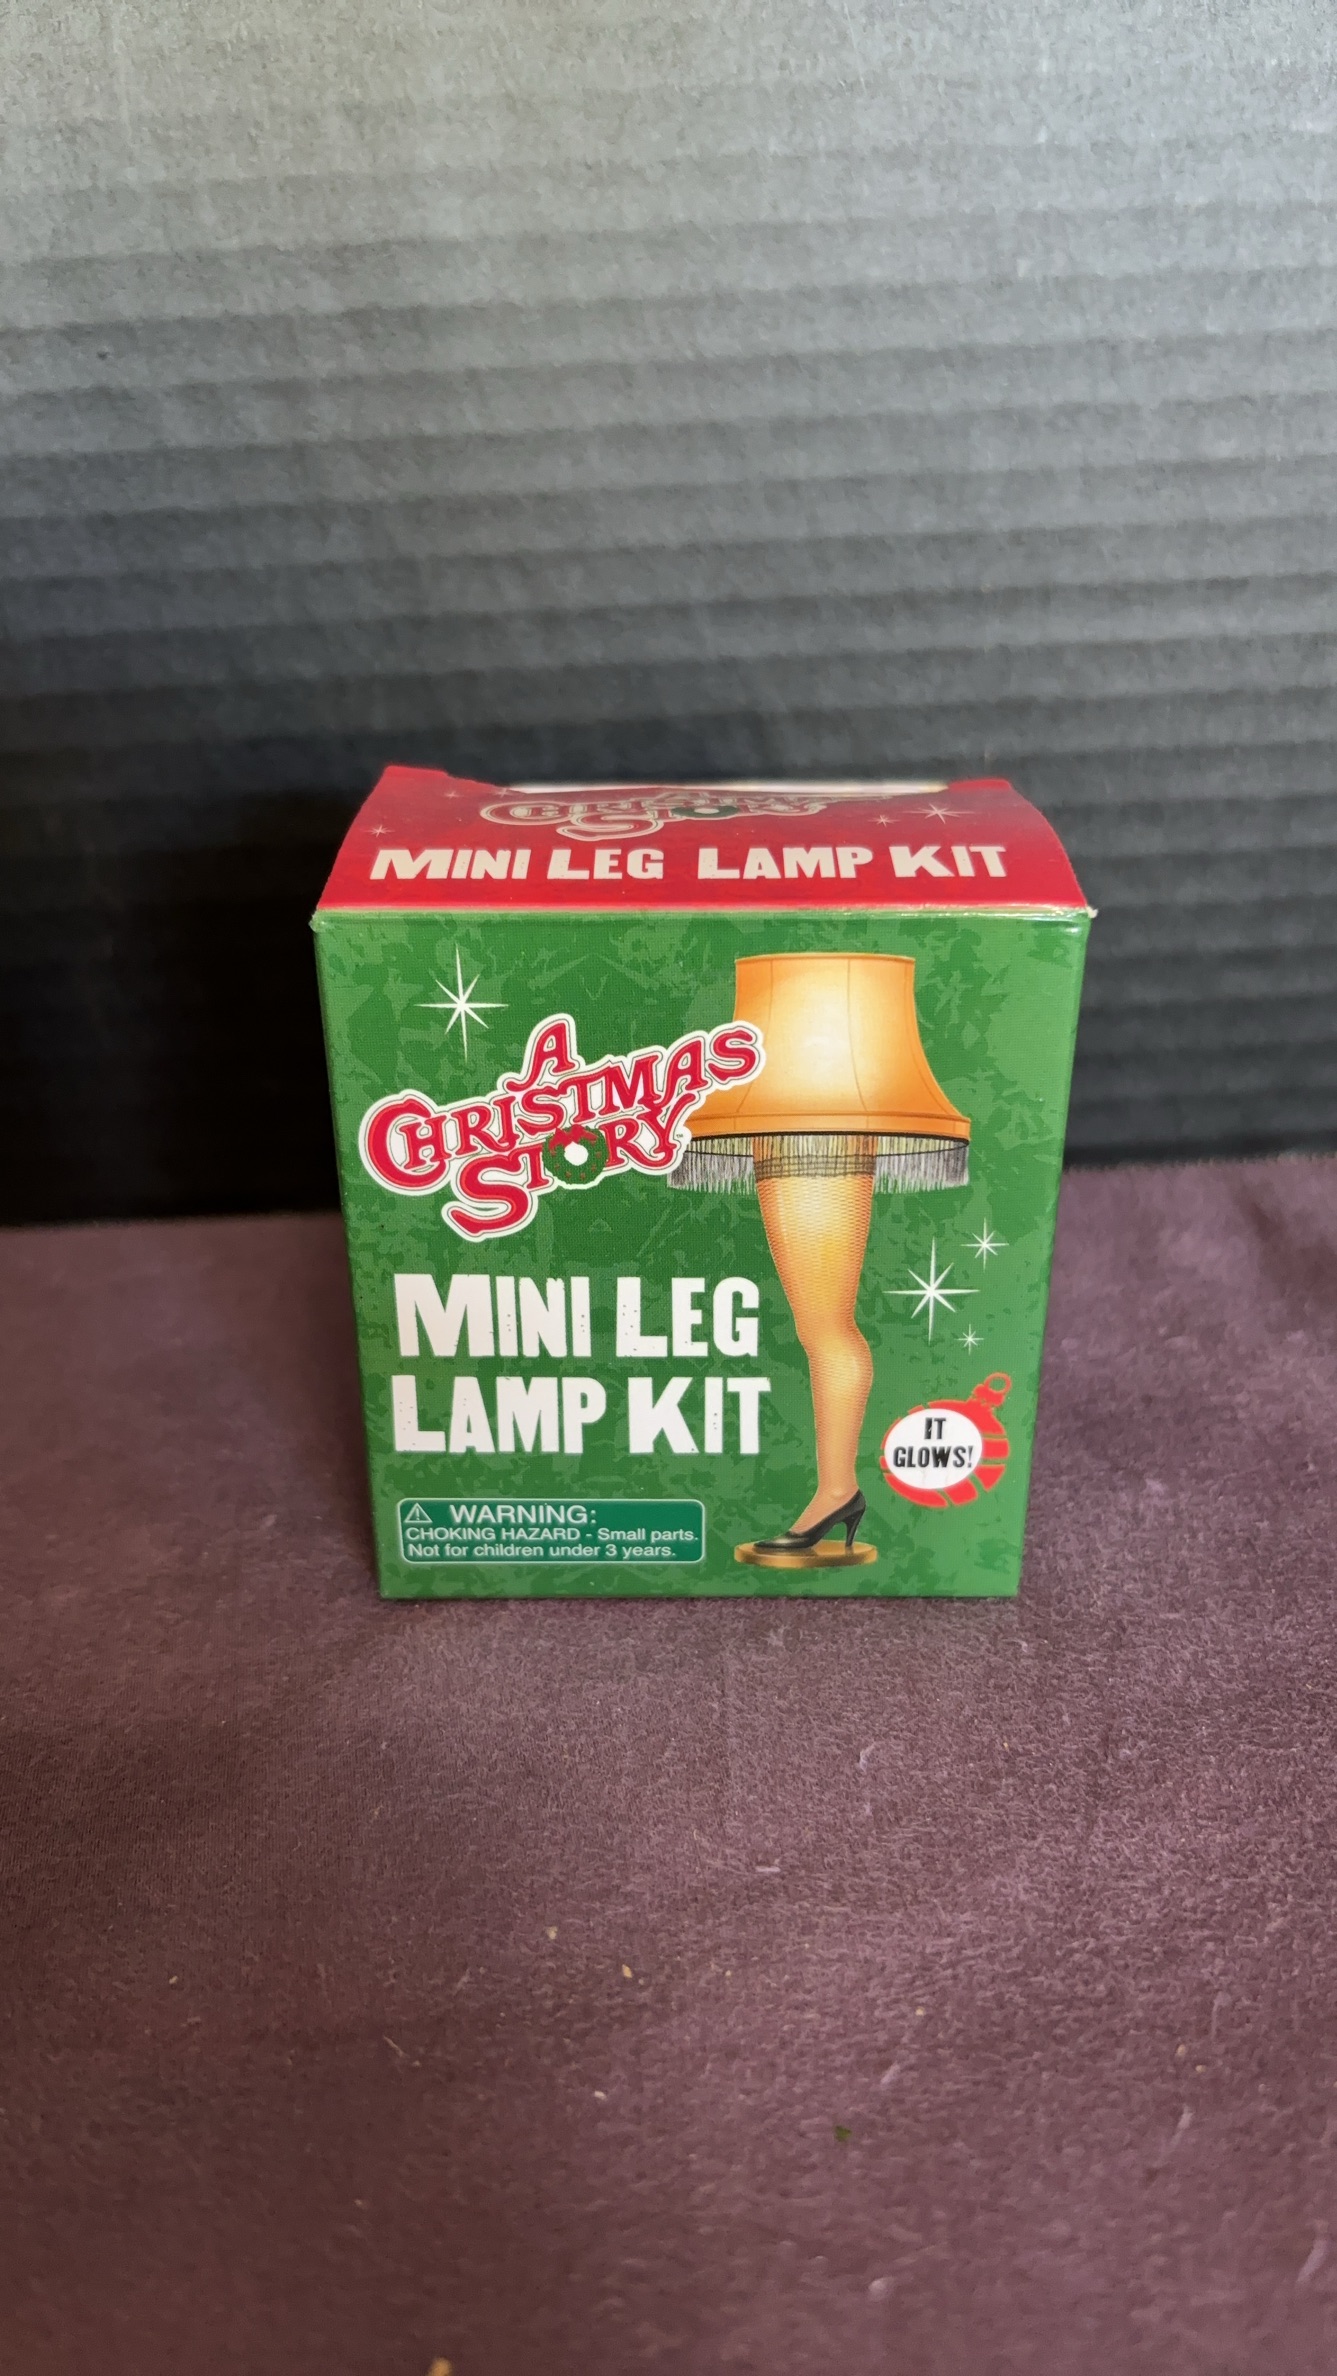 A
CHRISTMAS
STORY
MINI LEG LAMP KIT
A
CHRISTMAS
STORY™
MINI LEG
LAMP KIT
IT
GLOWS!
⚠ WARNING:
CHOKING HAZARD - Small parts.
Not for children under 3 years.